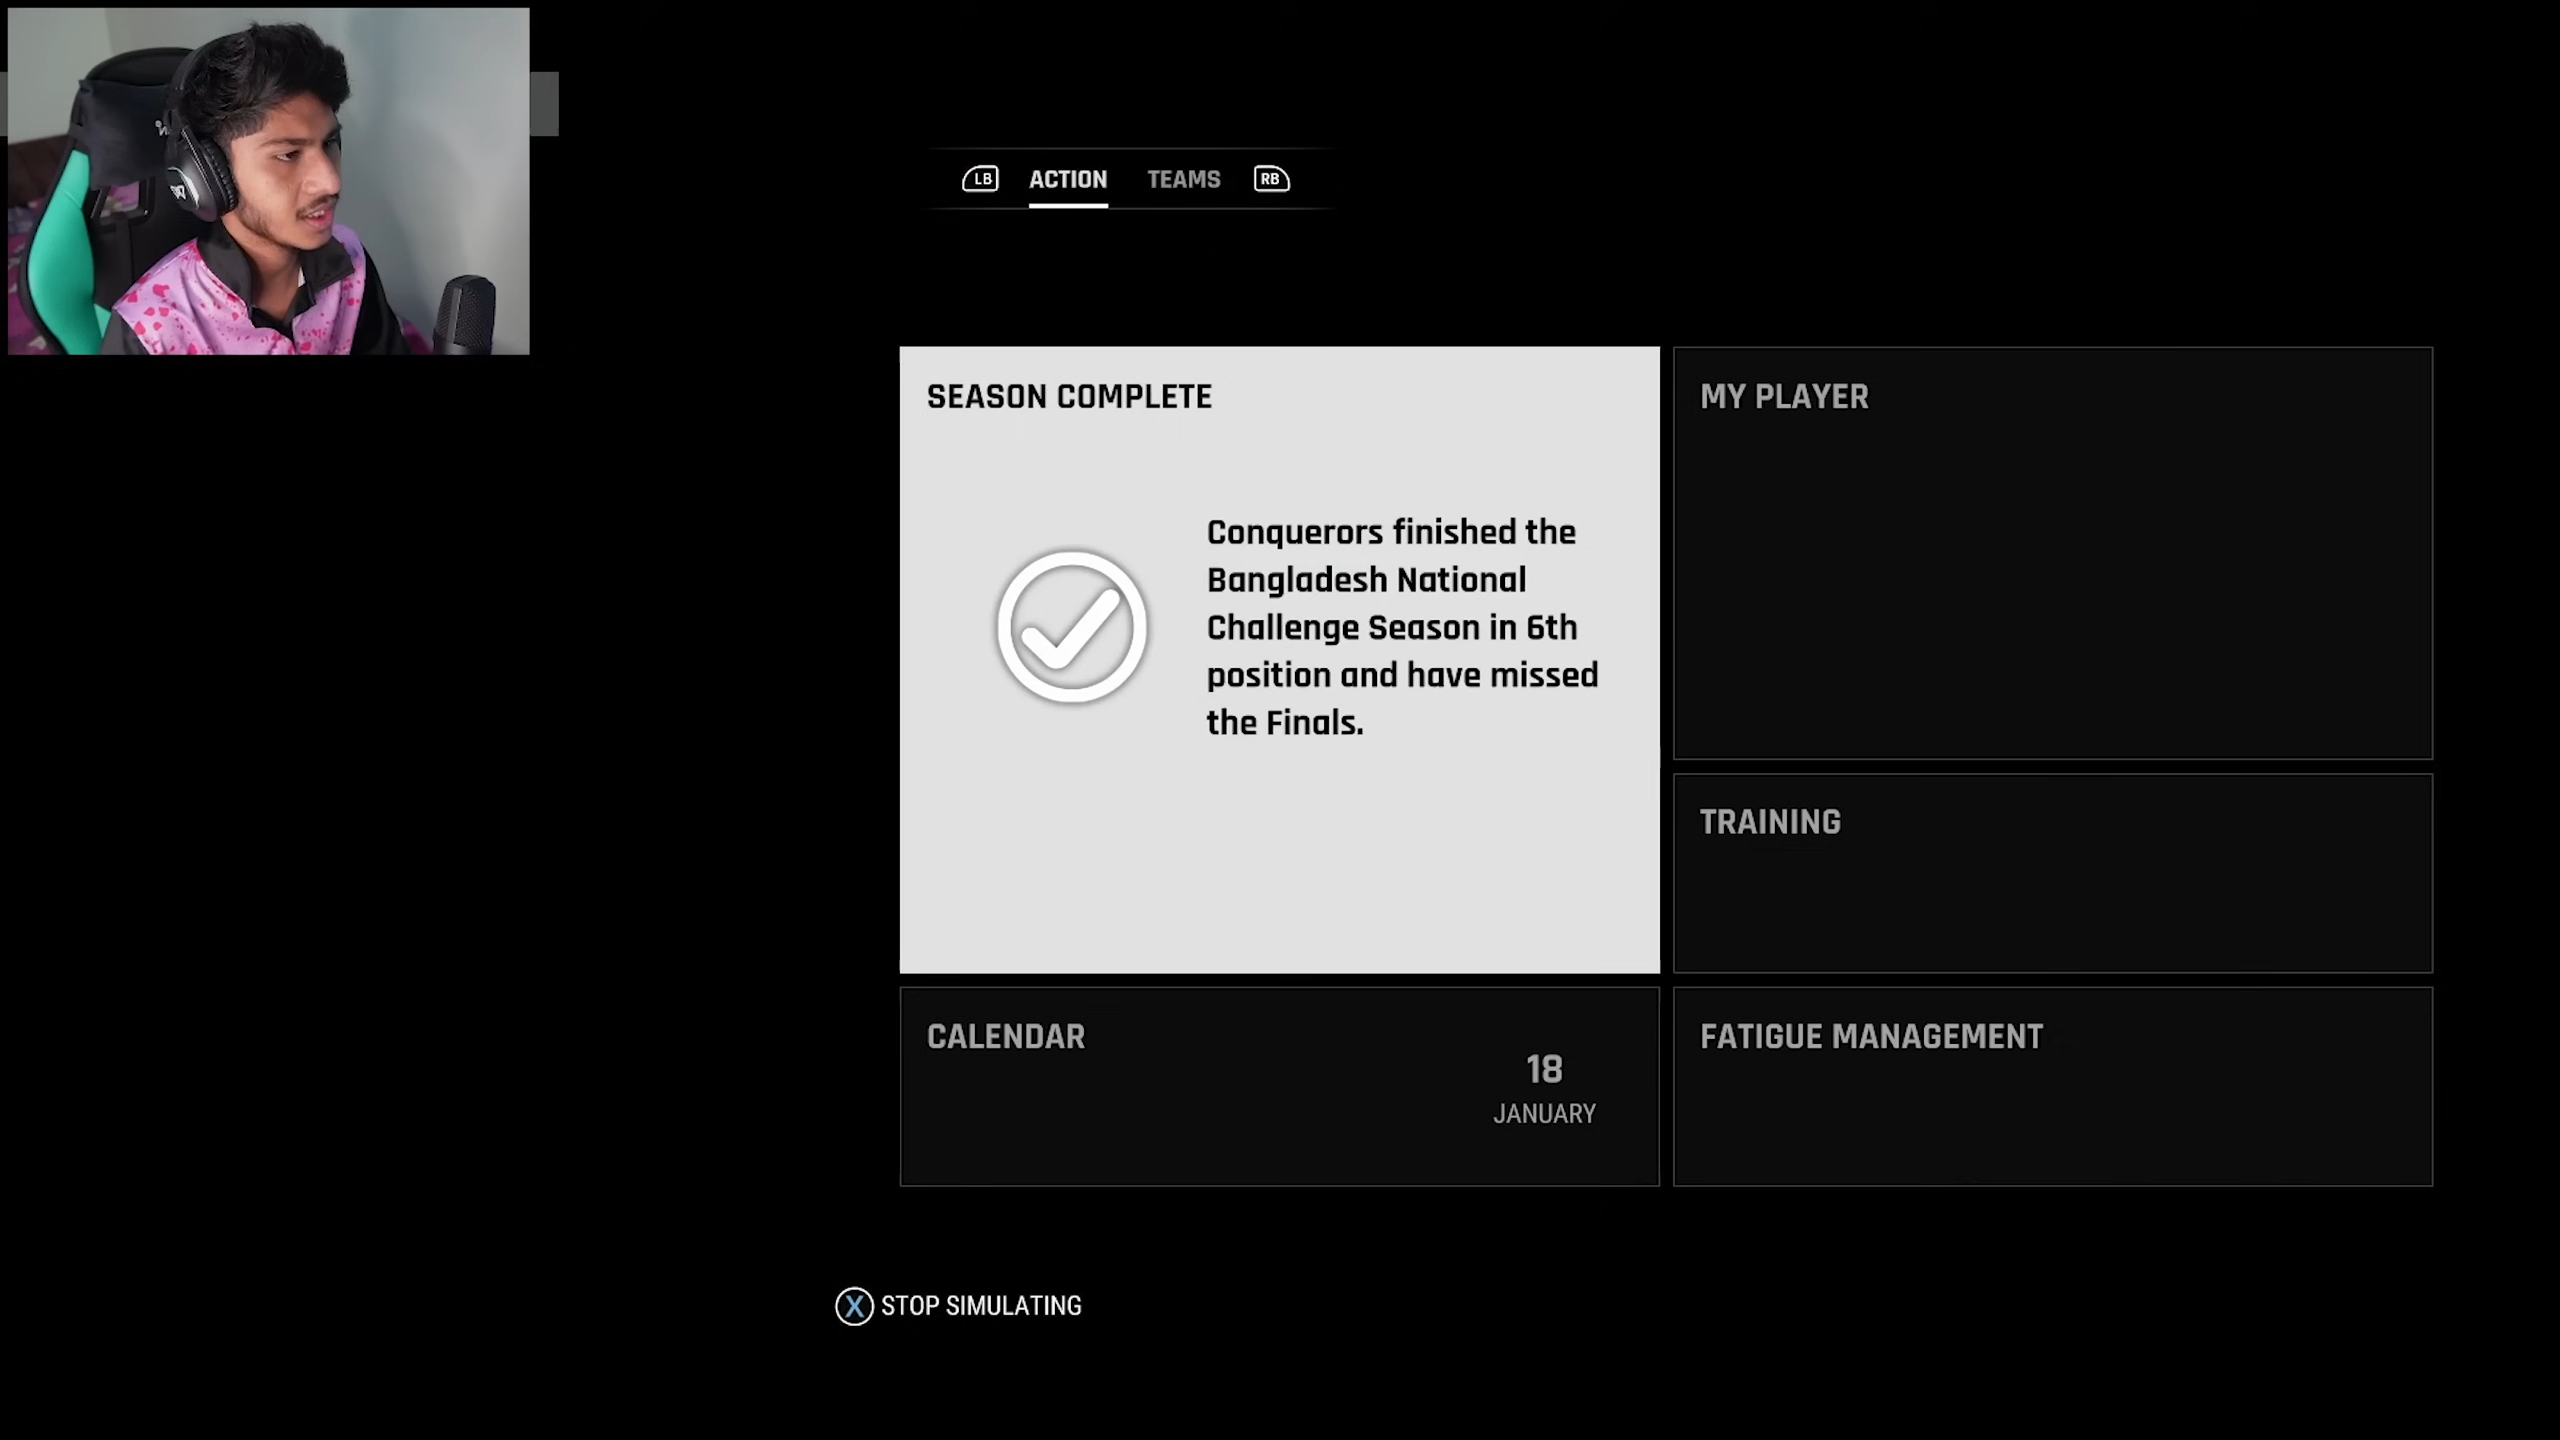 LB ACTION TEAMS RB
SEASON COMPLETE
Conquerors finished the
Bangladesh National
Challenge Season in 6th
position and have missed
the Finals.
MY PLAYER
TRAINING
CALENDAR
18
JANUARY
FATIGUE MANAGEMENT
X STOP SIMULATING